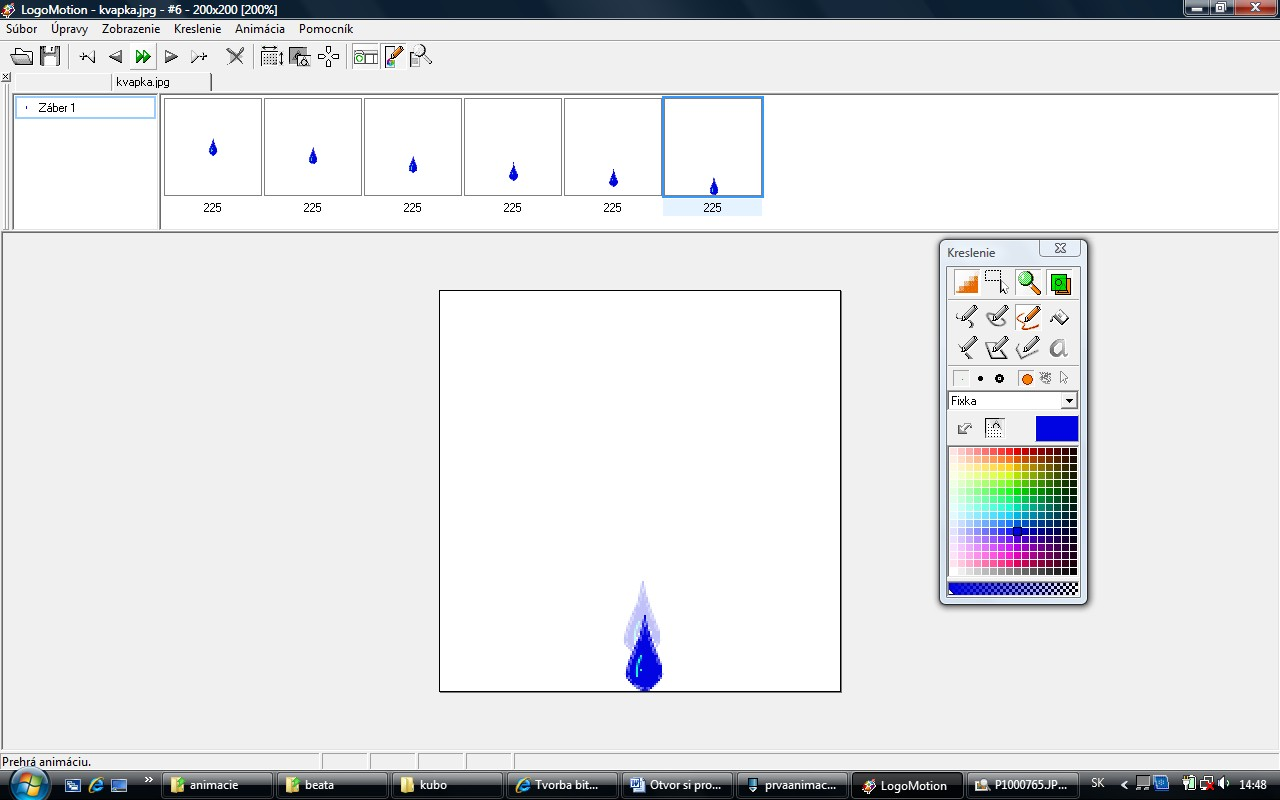 LogoMotion - kvapka.jpg - #6 - 200x200 [200%]
Súbor Úpravy Zobrazenie Kreslenie Animácia Pomocník
kvapka.jpg
Záber 1
225 225 225 225 225 225
Kreslenie
a
Fixka
Prehrá animáciu.
» animacie beata kubo Tvorba bit... Otvor si pro... prvaanimac... LogoMotion P1000765.JP... SK 14:48